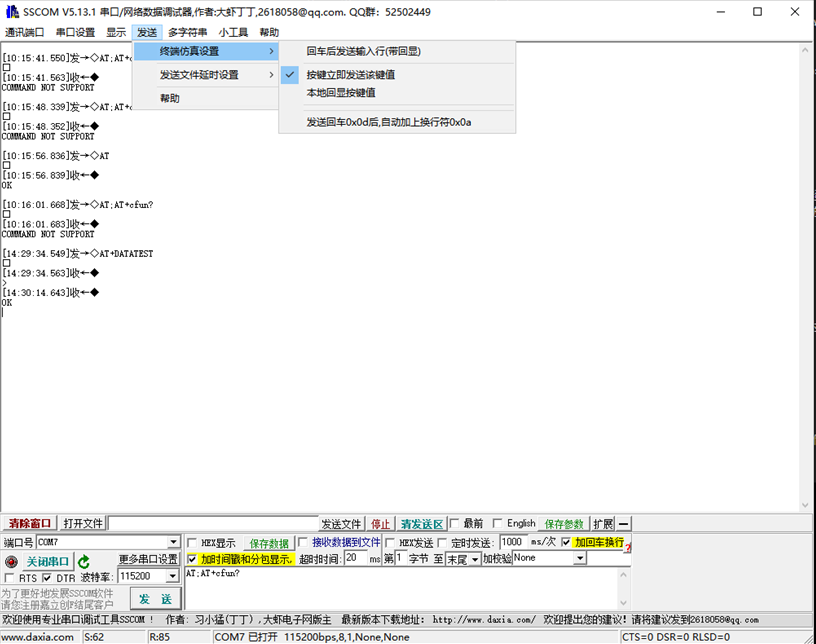 SSCOM V5.13.1 串口/网络数据调试器,作者:大虾丁丁,2618058@qq.com. QQ群：52502449
通讯端口 串口设置 显示 发送 多字符串 小工具 帮助
终端仿真设置
发送文件延时设置
帮助
回车后发送输入行(带回显)
按键立即发送该键值
本地回显按键值
发送回车0x0d后,自动加上换行符0x0a
[10:15:41.550]发→◇AT;AT+c
□
[10:15:41.563]收←◆
COMMAND NOT SUPPORT
[10:15:48.339]发→◇AT;AT+c
□
[10:15:48.352]收←◆
COMMAND NOT SUPPORT
[10:15:56.836]发→◇AT
□
[10:15:56.839]收←◆
OK
[10:16:01.668]发→◇AT;AT+cfun?
□
[10:16:01.683]收←◆
COMMAND NOT SUPPORT
[14:29:34.549]发→◇AT+DATATEST
□
[14:29:34.563]收←◆
>
[14:30:14.643]收←◆
OK
清除窗口 打开文件 发送文件 停止 清发送区 最前 English 保存参数 扩展 —
端口号 COM7 HEX显示 保存数据 接收数据到文件 HEX发送 定时发送: 1000 ms/次 加回车换行
关闭串口 更多串口设置 加时间戳和分包显示, 超时时间: 20 ms 第 1 字节 至 末尾 加校验 None
RTS DTR 波特率: 115200 AT;AT+cfun?
为了更好地发展SSCOM软件
请您注册嘉立创F结尾客户
发 送
欢迎使用专业串口调试工具SSCOM ! 作者: 习小猛(丁丁),大虾电子网版主 最新版本下载地址: http://www.daxia.com/ 欢迎提出您的建议! 请将建议发到2618058@qq.com
www.daxia.com S:62 R:85 COM7 已打开 115200bps,8,1,None,None CTS=0 DSR=0 RLSD=0